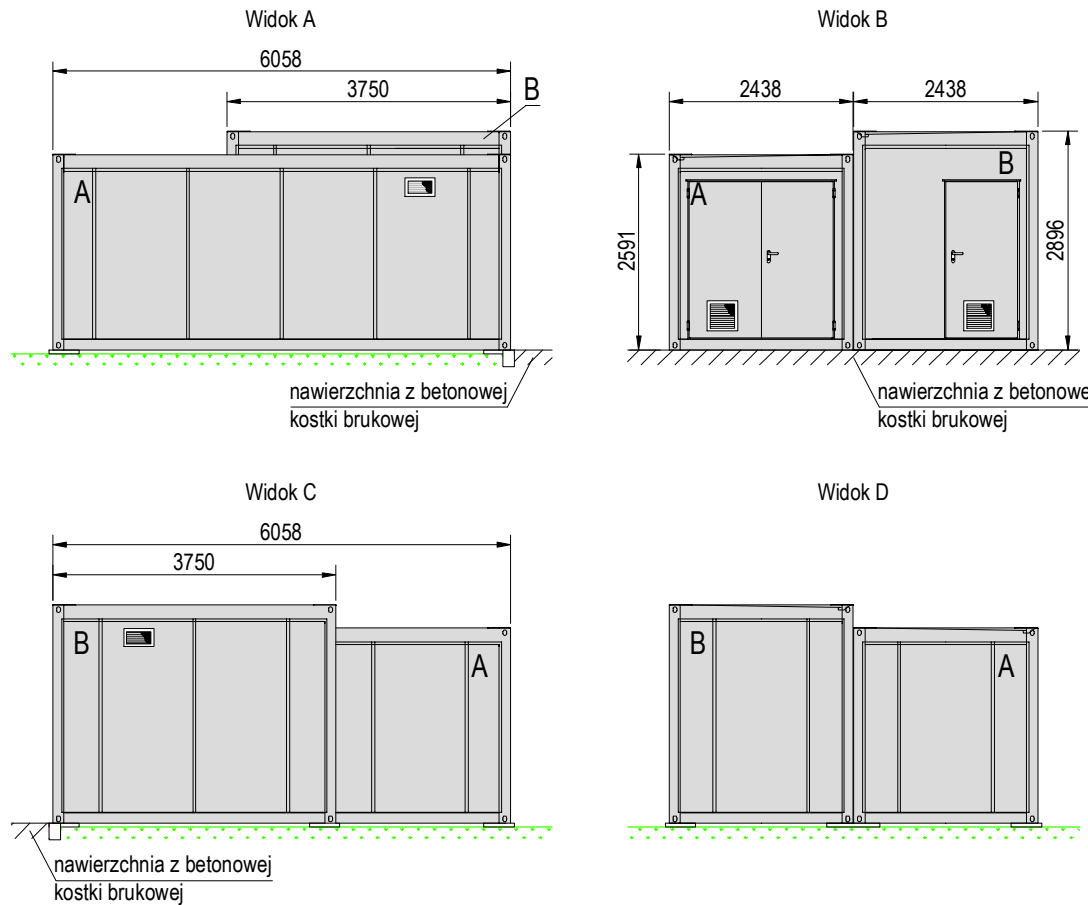 Widok A
6058
3750
B
A
nawierzchnia z betonowej
kostki brukowej
Widok B
2438
2438
A
B
2591
2896
nawierzchnia z betonowe
kostki brukowej
Widok C
6058
3750
B
A
nawierzchnia z betonowej
kostki brukowej
Widok D
B
A